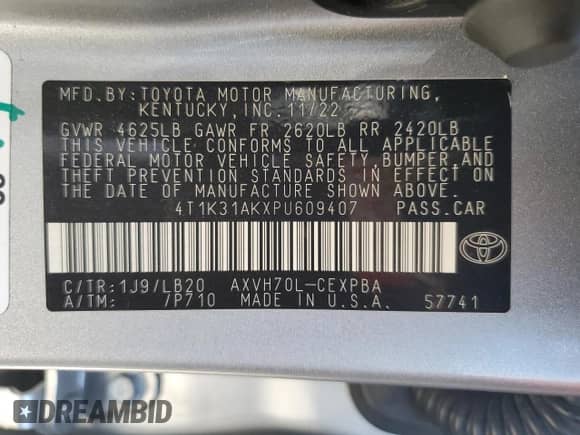 MFD. BY: TOYOTA MOTOR MANUFACTURING,
KENTUCKY, INC. 11/22
GVWR 4625LB GAWR FR 2620LB RR 2420LB
THIS VEHICLE CONFORMS TO ALL APPLICABLE
FEDERAL MOTOR VEHICLE SAFETY, BUMPER, AND
THEFT PREVENTION STANDARDS IN EFFECT ON
THE DATE OF MANUFACTURE SHOWN ABOVE.
4T1K31AKXPU609407 PASS.CAR
C/TR:1J9/LB20 AXVH70L-CEXPBA
A/TM: /P710 MADE IN U.S.A. 57741
DREAMBID